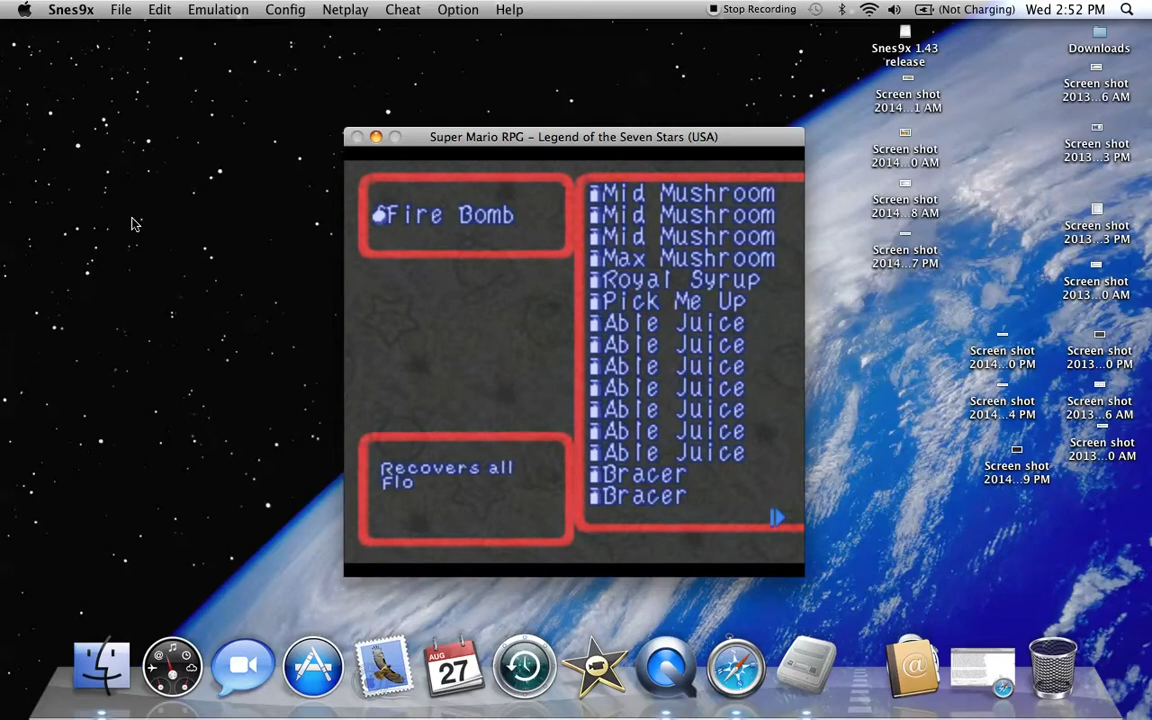 Snes9x File Edit Emulation Config Netplay Cheat Option Help Stop Recording (Not Charging) Wed 2:52 PM
Snes9x 1.43
release
Downloads
Screen shot
2014...1 AM
Screen shot
2013...6 AM
Screen shot
2014...0 AM
Screen shot
2013...3 PM
Screen shot
2014...8 AM
Screen shot
2013...3 PM
Screen shot
2014...7 PM
Screen shot
2013...0 AM
Screen shot
2014...0 PM
Screen shot
2013...0 PM
Screen shot
2014...4 PM
Screen shot
2013...6 AM
Screen shot
2013...0 AM
Screen shot
2014...9 PM
Super Mario RPG - Legend of the Seven Stars (USA)
Fire Bomb
Mid Mushroom
Mid Mushroom
Mid Mushroom
Max Mushroom
Royal Syrup
Pick Me Up
Able Juice
Able Juice
Able Juice
Able Juice
Able Juice
Able Juice
Able Juice
Bracer
Bracer
Recovers all
Flo
AUG
27